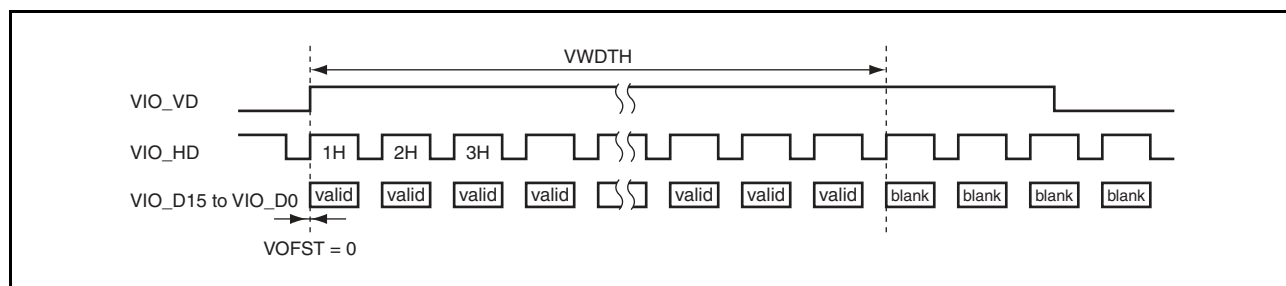 VWDTH
VIO_VD
VIO_HD 1H 2H 3H
VIO_D15 to VIO_D0 valid valid valid valid valid valid valid blank blank blank blank
VOFST = 0